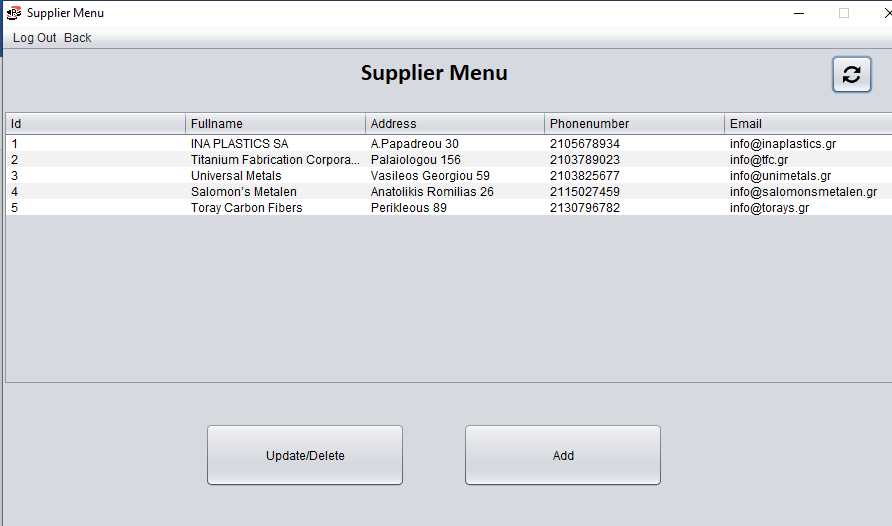 Supplier Menu
Log Out Back
Supplier Menu
Id Fullname Address Phonenumber Email
1 INA PLASTICS SA A.Papadreou 30 2105678934 info@inaplastics.gr
2 Titanium Fabrication Corpora... Palaiologou 156 2103789023 info@tfc.gr
3 Universal Metals Vasileos Georgiou 59 2103825677 info@unimetals.gr
4 Salomon's Metalen Anatolikis Romilias 26 2115027459 info@salomonsmetalen.gr
5 Toray Carbon Fibers Perikleous 89 2130796782 info@torays.gr
Update/Delete Add